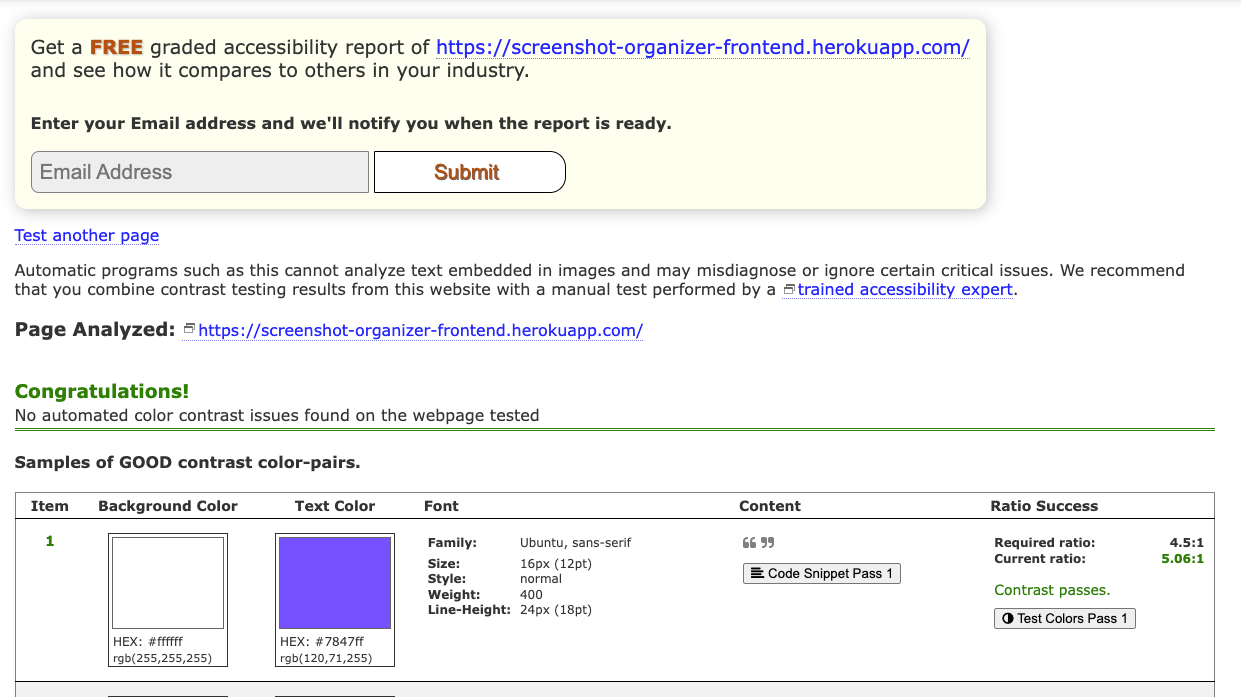 Get a FREE graded accessibility report of https://screenshot-organizer-frontend.herokuapp.com/
and see how it compares to others in your industry.
Enter your Email address and we'll notify you when the report is ready.
Email Address
Submit
Test another page
Automatic programs such as this cannot analyze text embedded in images and may misdiagnose or ignore certain critical issues. We recommend
that you combine contrast testing results from this website with a manual test performed by a trained accessibility expert.
Page Analyzed: https://screenshot-organizer-frontend.herokuapp.com/
Congratulations!
No automated color contrast issues found on the webpage tested
Samples of GOOD contrast color-pairs.
Item Background Color Text Color Font Content Ratio Success
1
HEX: #ffffff
rgb(255,255,255)
HEX: #7847ff
rgb(120,71,255)
Family: Ubuntu, sans-serif
Size: 16px (12pt)
Style: normal
Weight: 400
Line-Height: 24px (18pt)
Code Snippet Pass 1
Required ratio: 4.5:1
Current ratio: 5.06:1
Contrast passes.
Test Colors Pass 1